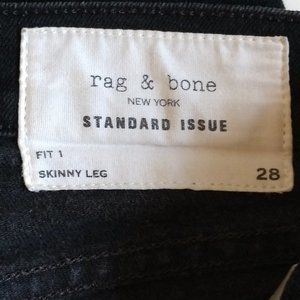 rag & bone
NEW YORK
STANDARD ISSUE
FIT 1
SKINNY LEG 28